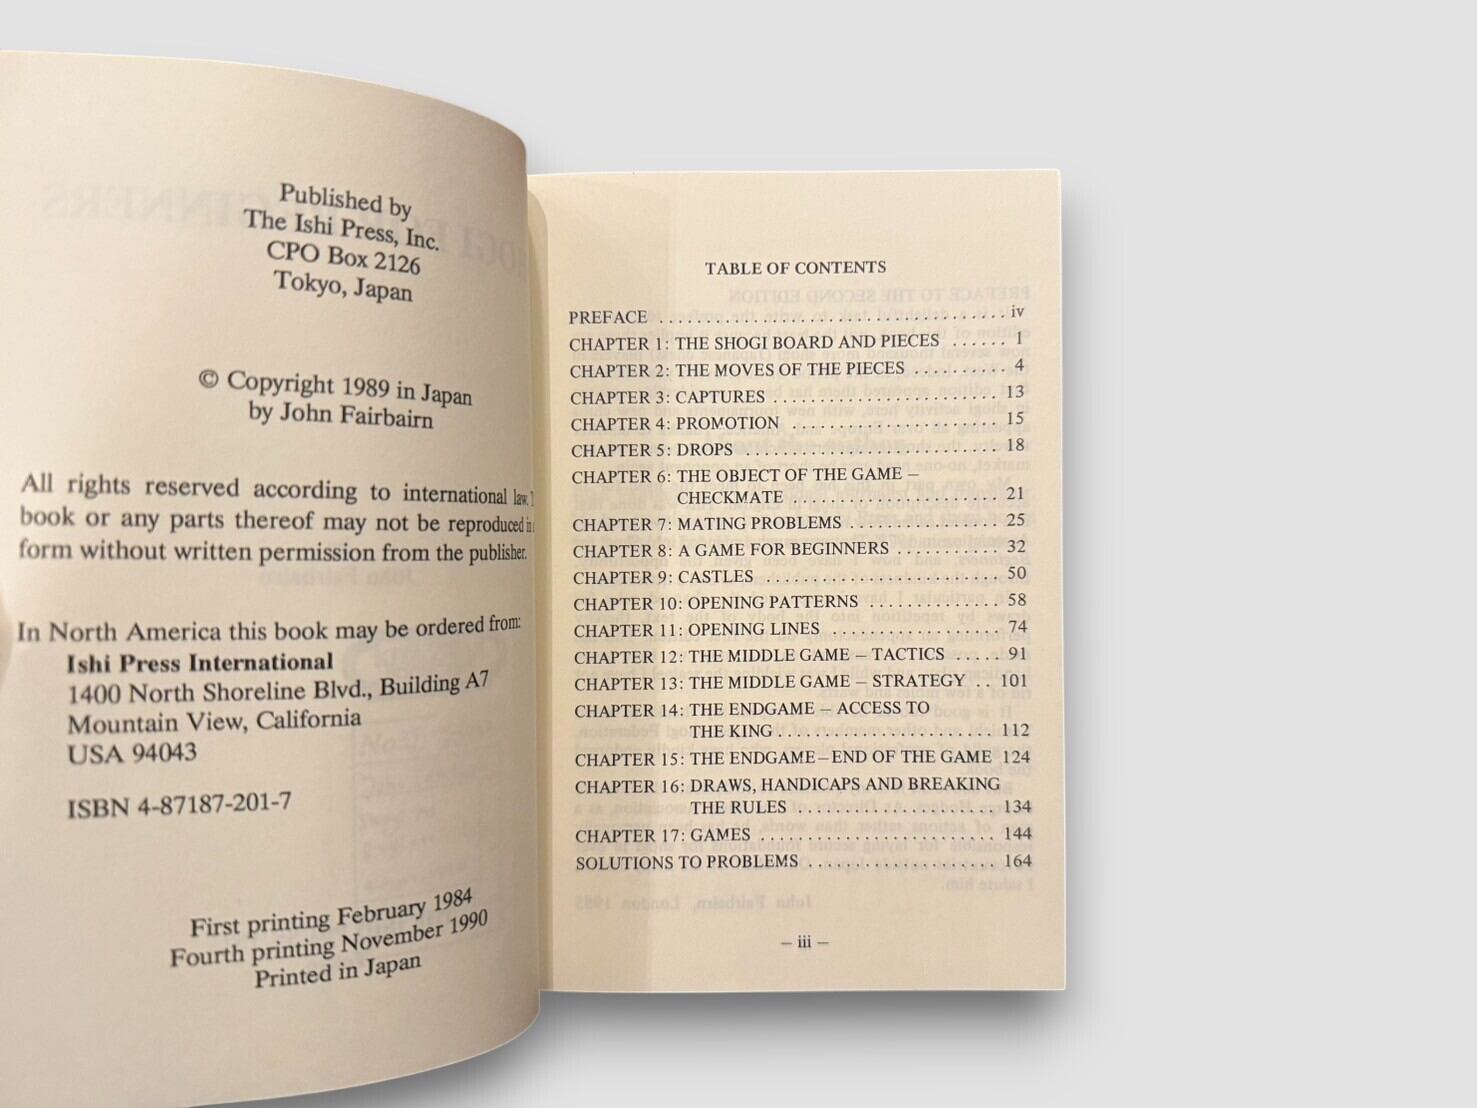 Published by
The Ishi Press, Inc.
CPO Box 2126
Tokyo, Japan
© Copyright 1989 in Japan
by John Fairbairn
All rights reserved according to international law.
book or any parts thereof may not be reproduced in
form without written permission from the publisher.
In North America this book may be ordered from:
Ishi Press International
1400 North Shoreline Blvd., Building A7
Mountain View, California
USA 94043
ISBN 4-87187-201-7
First printing February 1984
Fourth printing November 1990
Printed in Japan
TABLE OF CONTENTS
PREFACE .......................................... iv
CHAPTER 1: THE SHOGI BOARD AND PIECES ...... 1
CHAPTER 2: THE MOVES OF THE PIECES .......... 4
CHAPTER 3: CAPTURES ........................ 13
CHAPTER 4: PROMOTION ...................... 15
CHAPTER 5: DROPS ........................... 18
CHAPTER 6: THE OBJECT OF THE GAME –
CHECKMATE ...................... 21
CHAPTER 7: MATING PROBLEMS ............... 25
CHAPTER 8: A GAME FOR BEGINNERS .......... 32
CHAPTER 9: CASTLES ......................... 50
CHAPTER 10: OPENING PATTERNS ............. 58
CHAPTER 11: OPENING LINES ................. 74
CHAPTER 12: THE MIDDLE GAME – TACTICS ..... 91
CHAPTER 13: THE MIDDLE GAME – STRATEGY ... 101
CHAPTER 14: THE ENDGAME – ACCESS TO
THE KING ....................... 112
CHAPTER 15: THE ENDGAME–END OF THE GAME 124
CHAPTER 16: DRAWS, HANDICAPS AND BREAKING
THE RULES ..................... 134
CHAPTER 17: GAMES .......................... 144
SOLUTIONS TO PROBLEMS ..................... 164
– iii –